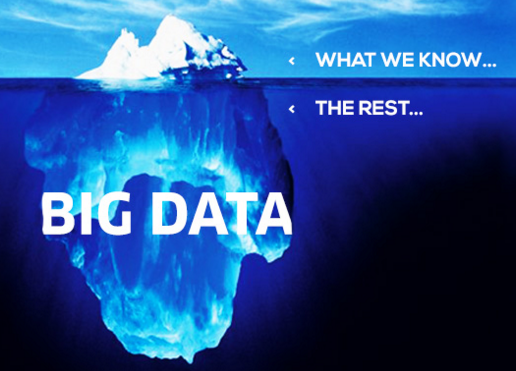 ‹ WHAT WE KNOW...
‹ THE REST...
BIG DATA